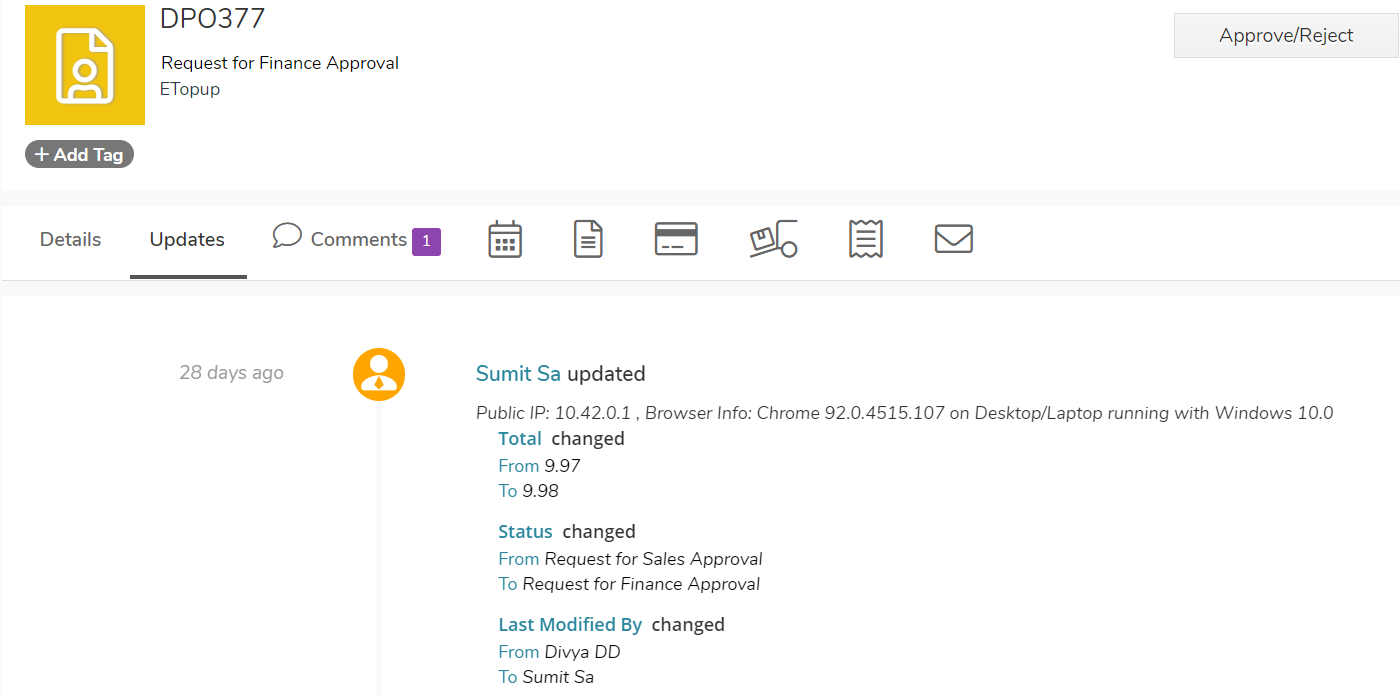 DPO377
Approve/Reject
Request for Finance Approval
ETopup
+ Add Tag
Details
Updates
Comments 1
28 days ago
Sumit Sa updated
Public IP: 10.42.0.1 , Browser Info: Chrome 92.0.4515.107 on Desktop/Laptop running with Windows 10.0
Total changed
From 9.97
To 9.98
Status changed
From Request for Sales Approval
To Request for Finance Approval
Last Modified By changed
From Divya DD
To Sumit Sa